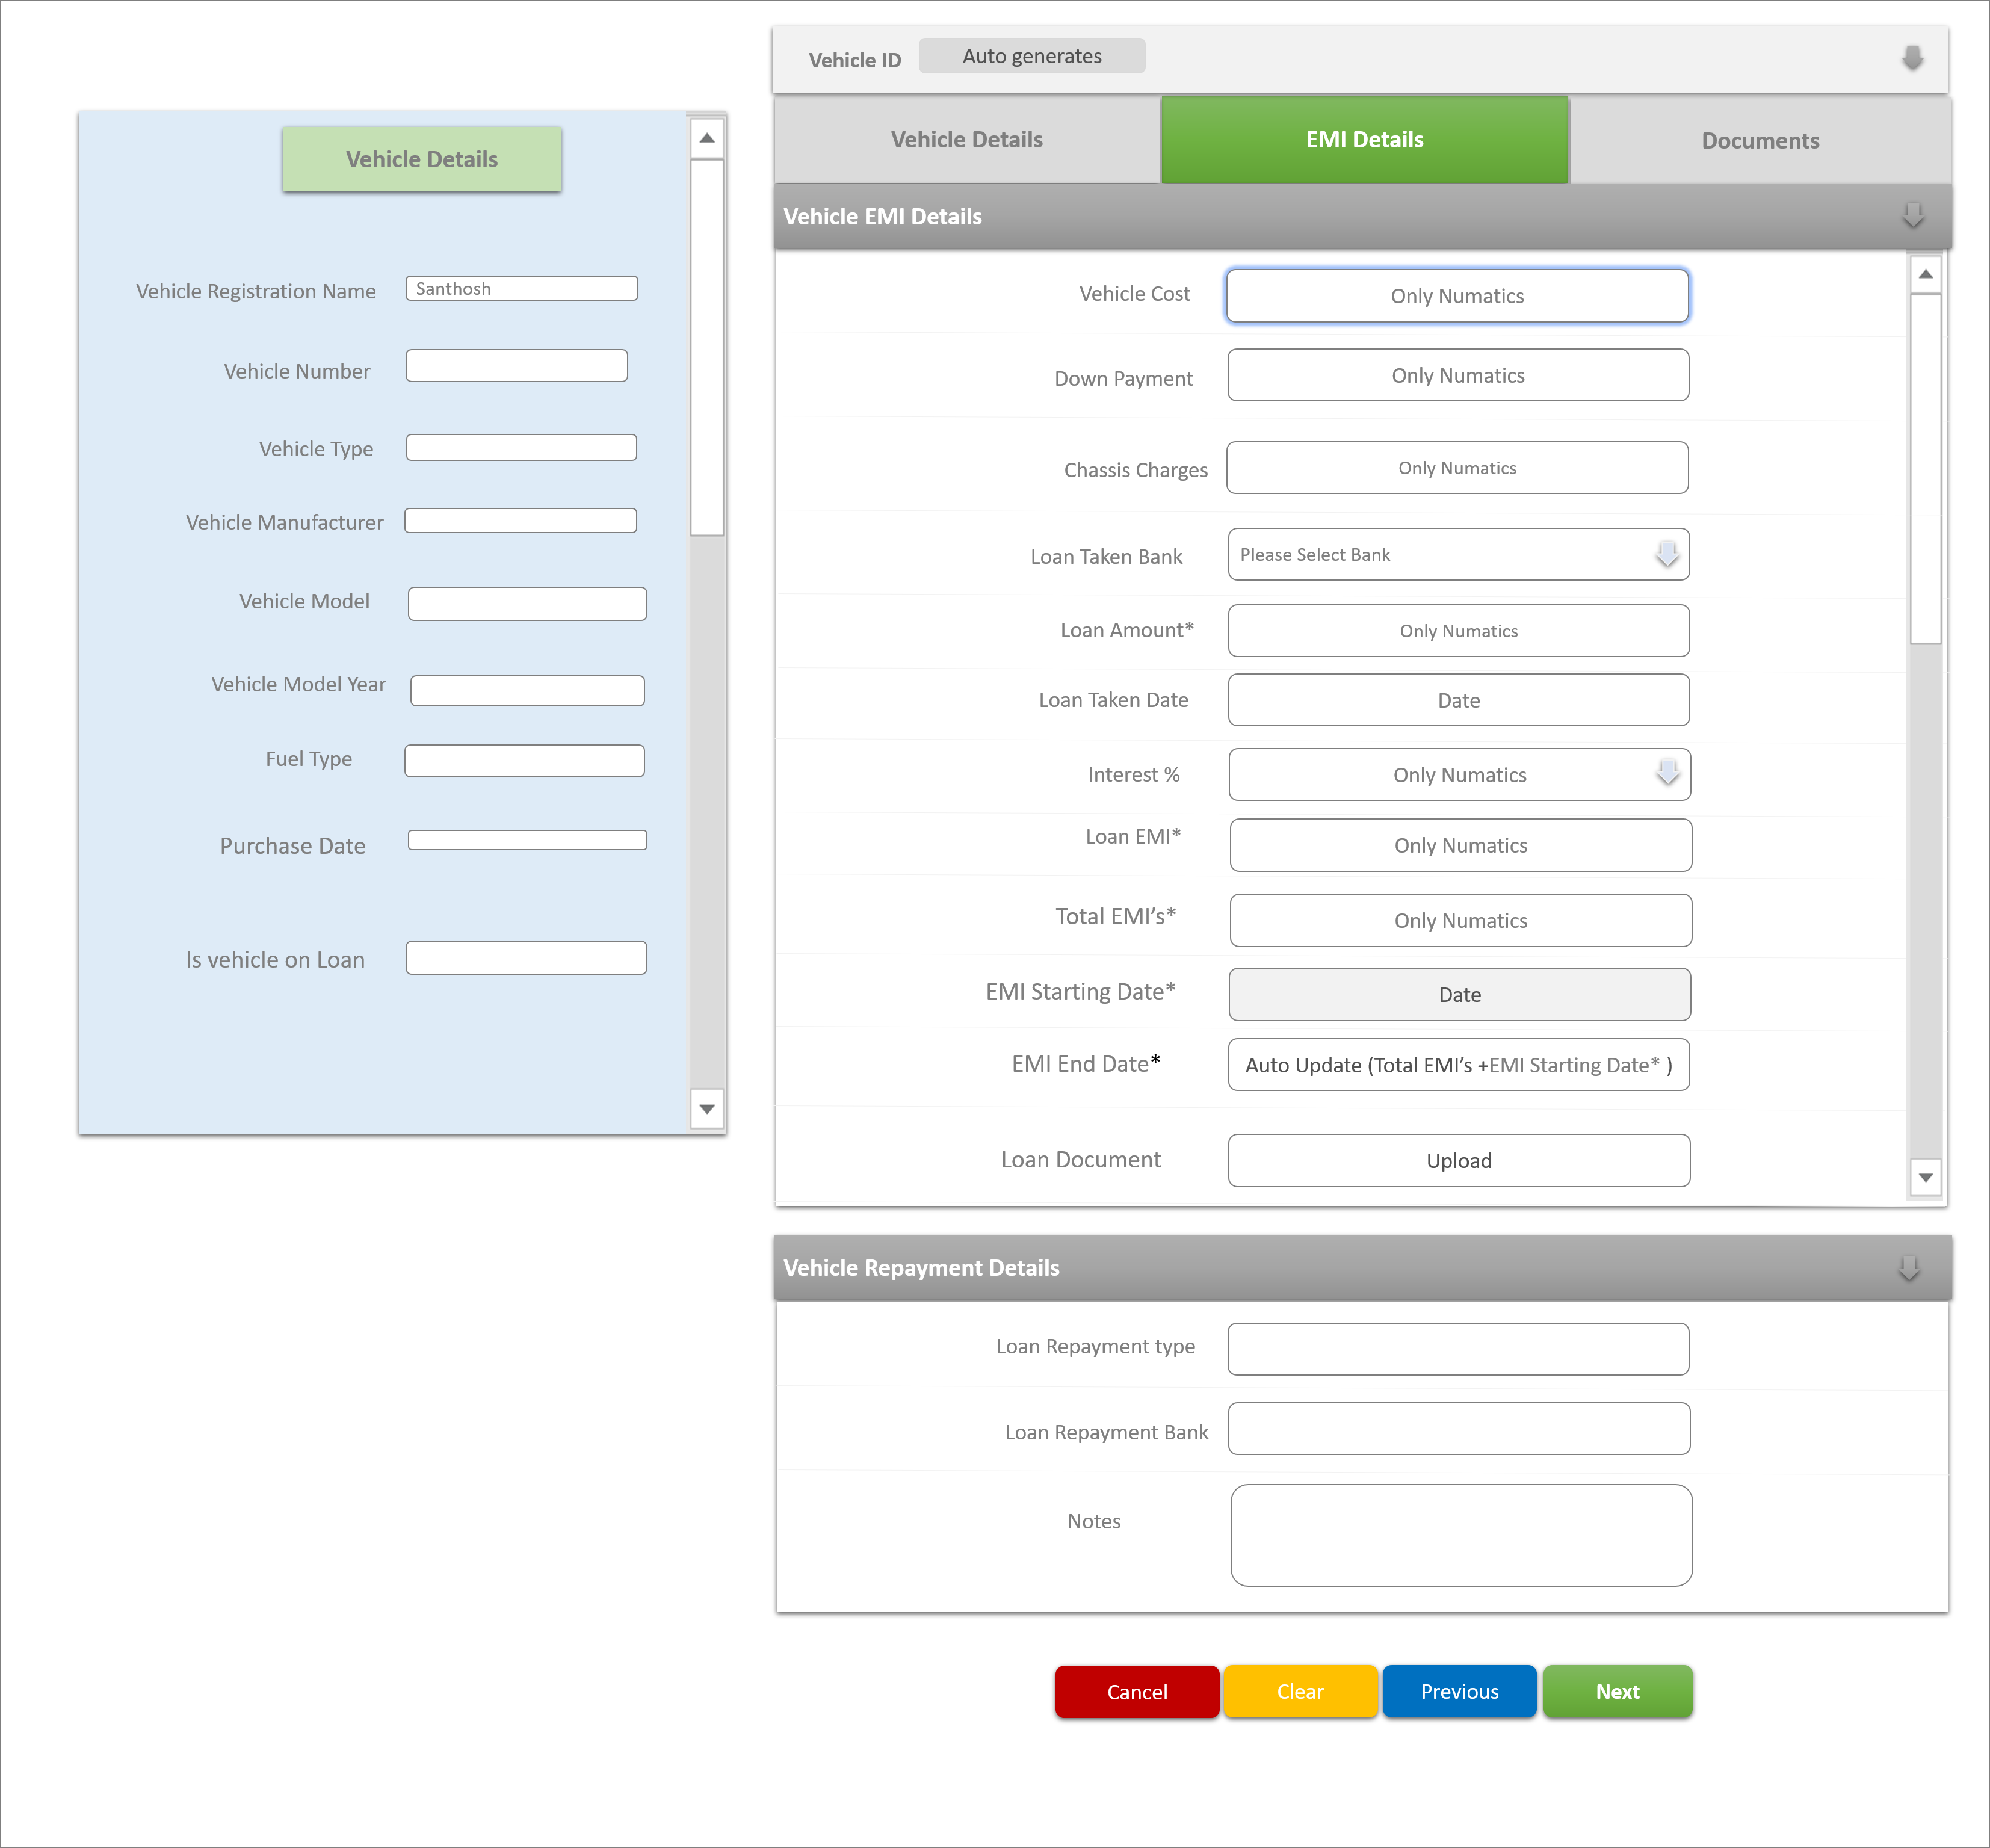 Vehicle ID Auto generates
Vehicle Details EMI Details Documents
Vehicle Details
Vehicle Registration Name Santhosh
Vehicle Number
Vehicle Type
Vehicle Manufacturer
Vehicle Model
Vehicle Model Year
Fuel Type
Purchase Date
Is vehicle on Loan
Vehicle EMI Details
Vehicle Cost Only Numatics
Down Payment Only Numatics
Chassis Charges Only Numatics
Loan Taken Bank Please Select Bank
Loan Amount* Only Numatics
Loan Taken Date Date
Interest % Only Numatics
Loan EMI* Only Numatics
Total EMI’s* Only Numatics
EMI Starting Date* Date
EMI End Date* Auto Update (Total EMI’s +EMI Starting Date* )
Loan Document Upload
Vehicle Repayment Details
Loan Repayment type
Loan Repayment Bank
Notes
Cancel Clear Previous Next